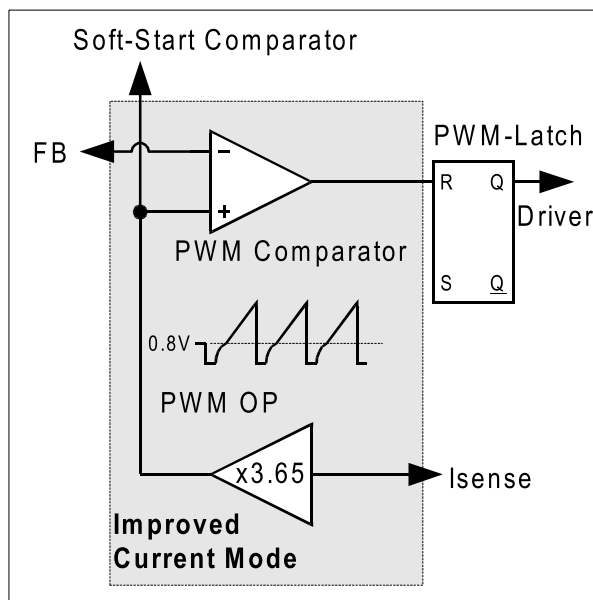 Soft-Start Comparator
FB
PWM-Latch
−
+
R Q
Driver
PWM Comparator
S Q
0.8V
PWM OP
x3.65
Isense
Improved
Current Mode